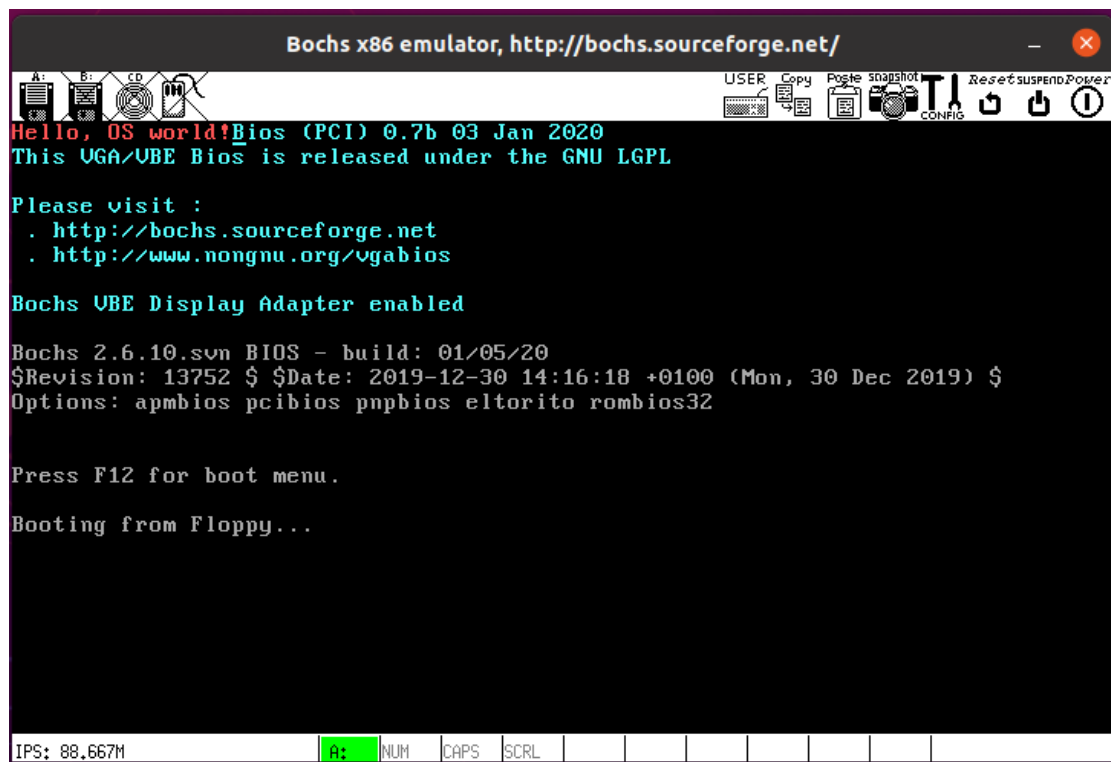 Bochs x86 emulator, http://bochs.sourceforge.net/
A: B: CD USER Copy Poste snapshot CONFIG Reset SUSPEND Power
Hello, OS world!Bios (PCI) 0.7b 03 Jan 2020
This VGA/VBE Bios is released under the GNU LGPL
Please visit :
. http://bochs.sourceforge.net
. http://www.nongnu.org/vgabios
Bochs VBE Display Adapter enabled
Bochs 2.6.10.svn BIOS - build: 01/05/20
$Revision: 13752 $ $Date: 2019-12-30 14:16:18 +0100 (Mon, 30 Dec 2019) $
Options: apmbios pcibios pnpbios eltorito rombios32
Press F12 for boot menu.
Booting from Floppy...
IPS: 88.667M A: NUM CAPS SCRL